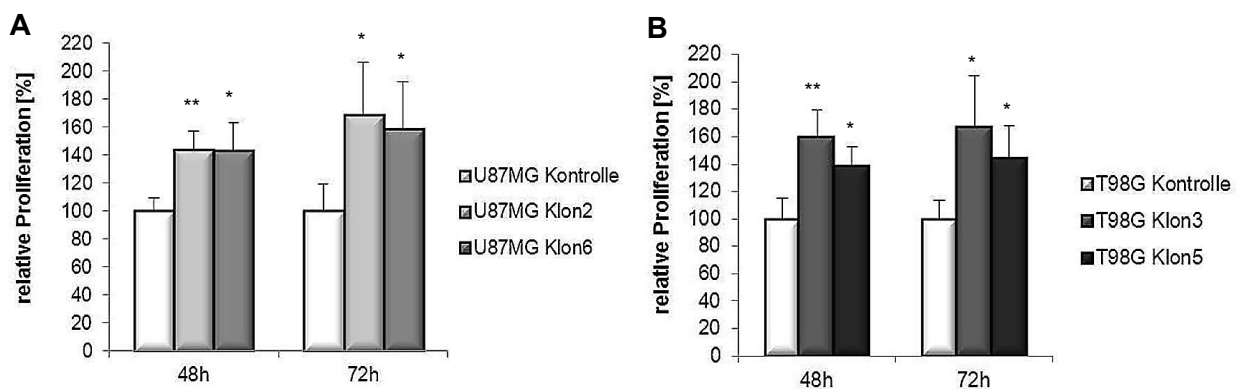 A
relative Proliferation [%]
220
200
180
160
140
120
100
80
60
40
20
0
** * * *
48h 72h
U87MG Kontrolle
U87MG Klon2
U87MG Klon6
B
relative Proliferation [%]
220
200
180
160
140
120
100
80
60
40
20
0
** * * *
48h 72h
T98G Kontrolle
T98G Klon3
T98G Klon5